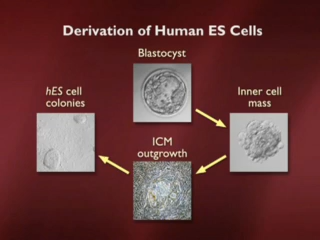 Derivation of Human ES Cells
Blastocyst
hES cell
colonies
Inner cell
mass
ICM
outgrowth